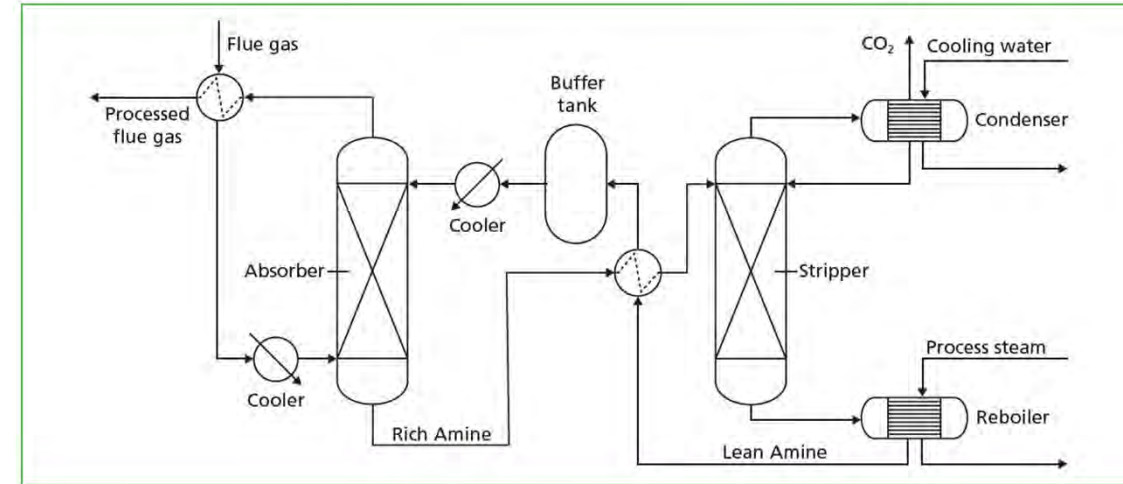 Flue gas
CO₂
Cooling water
Processed
flue gas
Buffer
tank
Condenser
Cooler
Absorber
Stripper
Process steam
Cooler
Reboiler
Rich Amine
Lean Amine